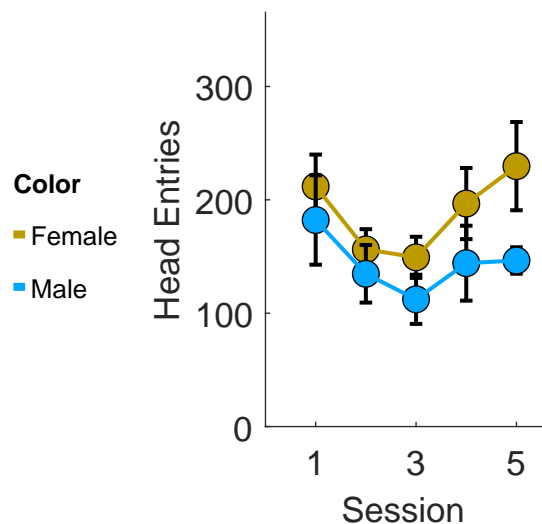 Color
Female
Male
Head Entries
300
200
100
0
1 3 5
Session